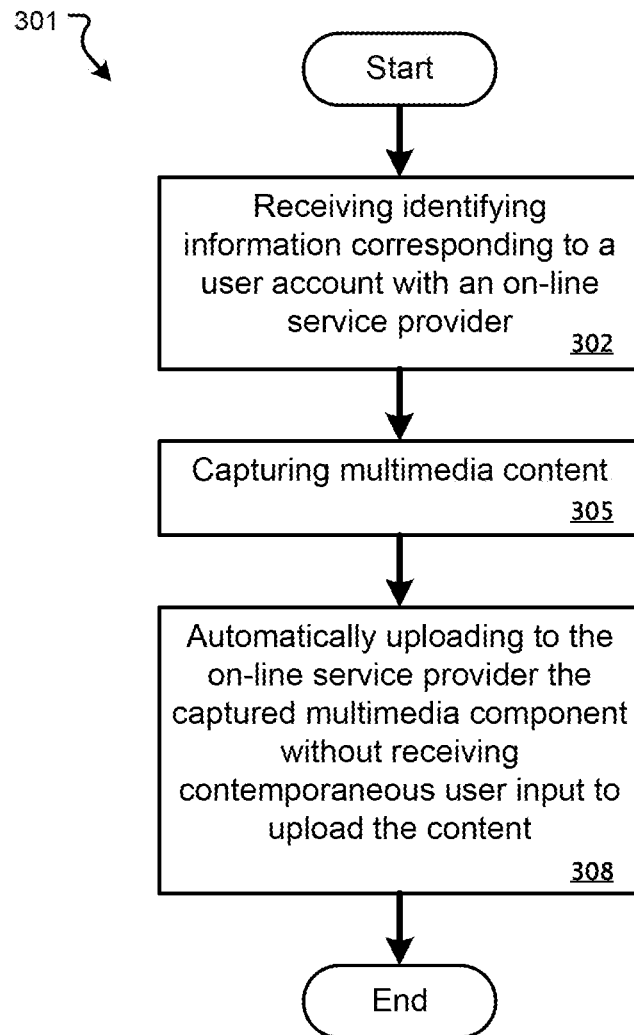 301
Start
Receiving identifying
information corresponding to a
user account with an on-line
service provider
302
Capturing multimedia content
305
Automatically uploading to the
on-line service provider the
captured multimedia component
without receiving
contemporaneous user input to
upload the content
308
End